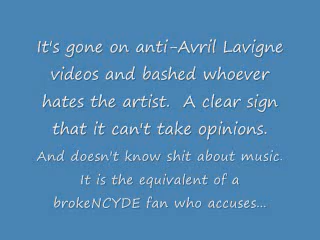 It's gone on anti-Avril Lavigne
videos and bashed whoever
hates the artist.  A clear sign
that it can't take opinions.
And doesn't know shit about music.
It is the equivalent of a
brokeNCYDE fan who accuses...